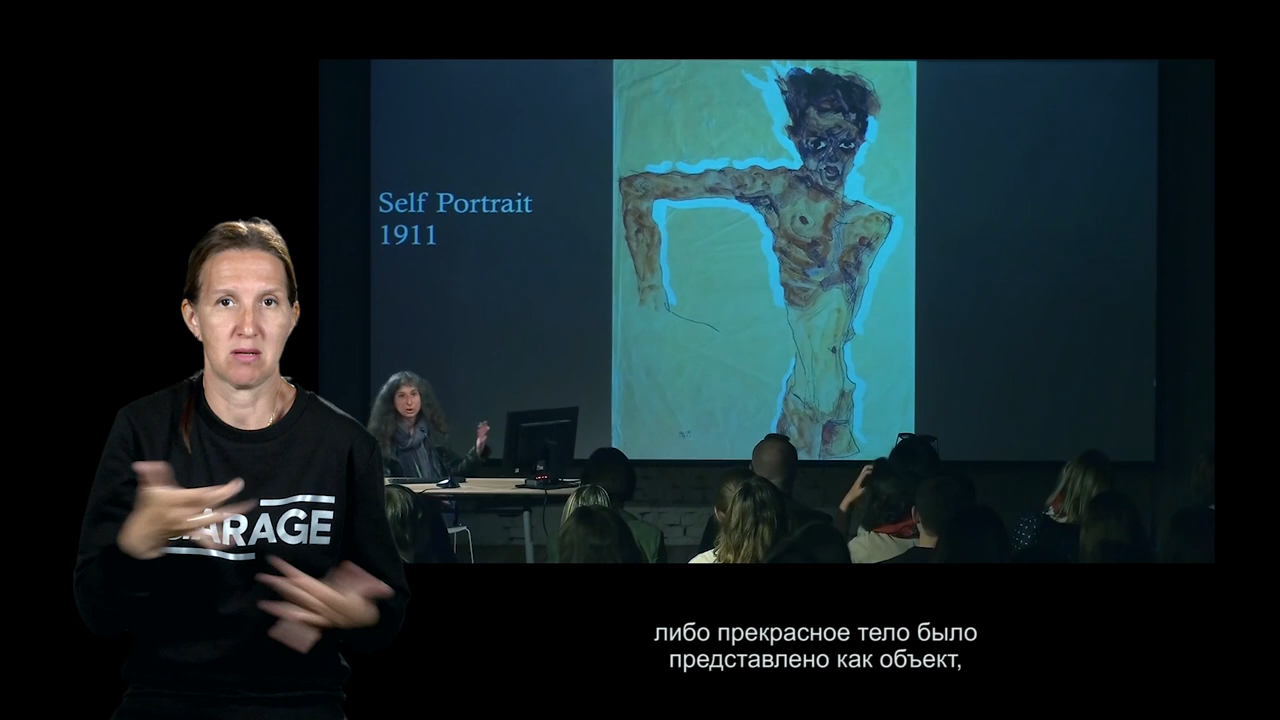 Self Portrait
1911
GARAGE
либо прекрасное тело было
представлено как объект,